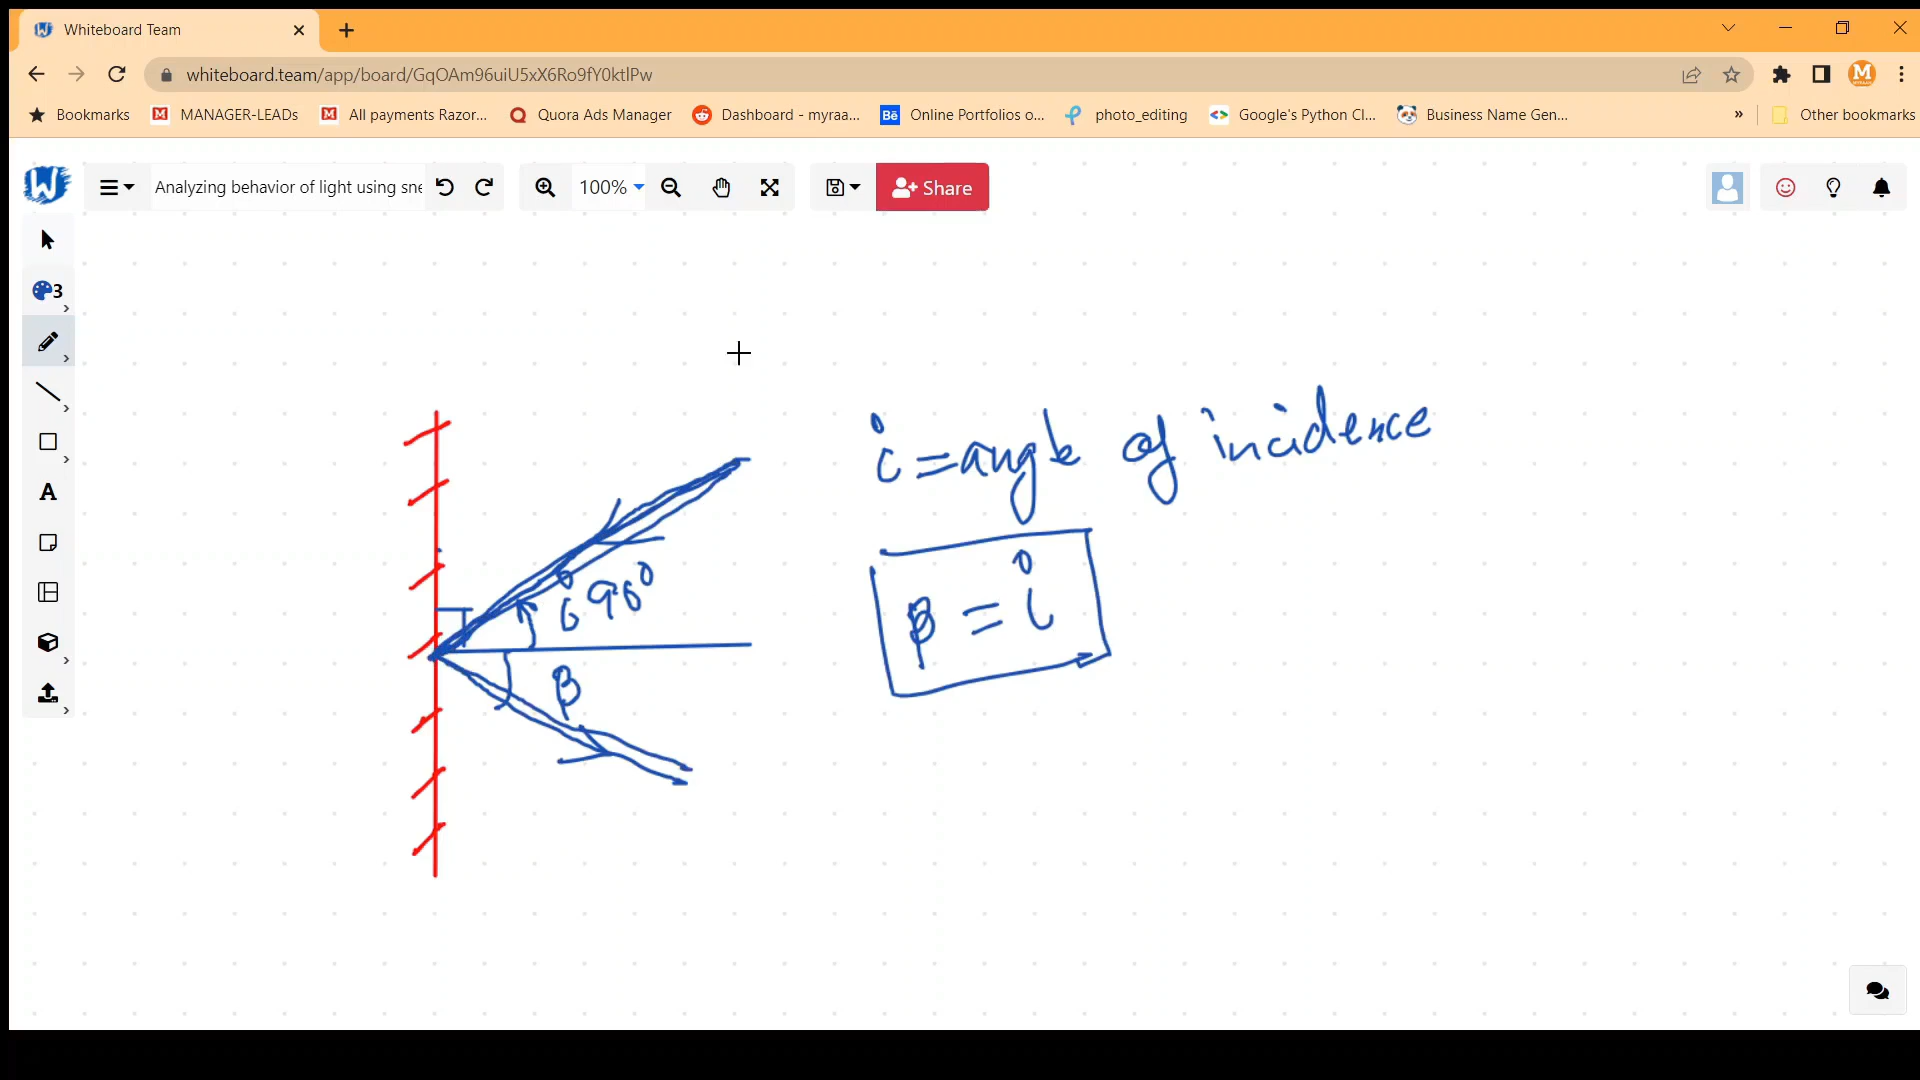 Whiteboard Team
whiteboard.team/app/board/GqOAm96uiU5xX6Ro9fY0ktlPw
Bookmarks MANAGER-LEADs All payments Razor... Quora Ads Manager Dashboard - myraa... Online Portfolios o... photo_editing Google's Python Cl... Business Name Gen... » Other bookmarks
Analyzing behavior of light using sne 100% Share
3
A
i = angle of incidence
i 90°
β = i
β